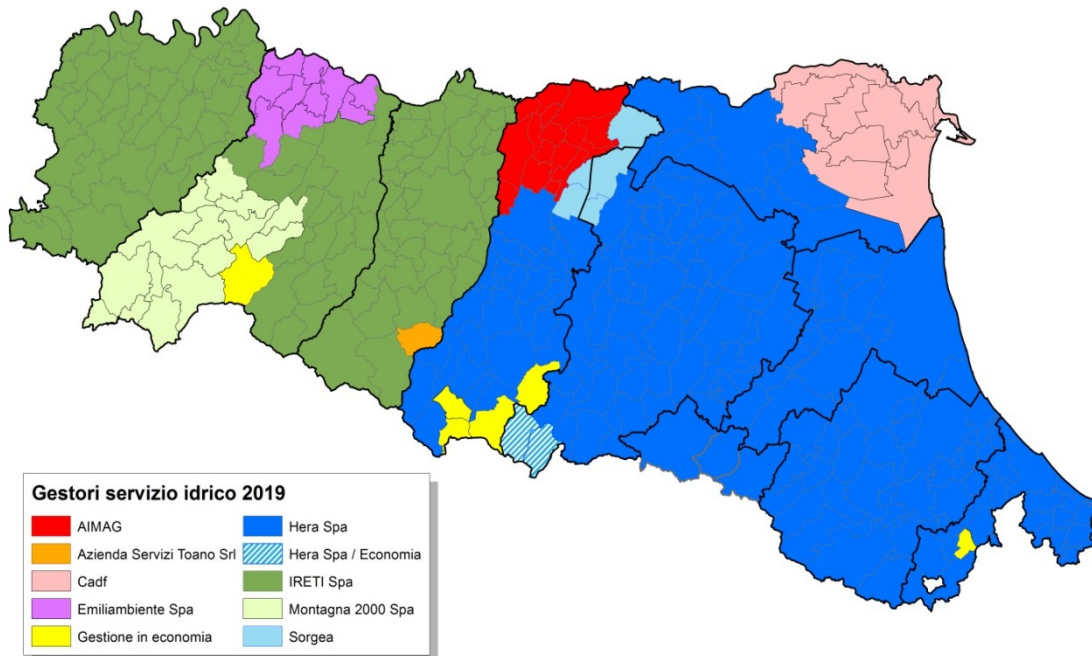 Gestori servizio idrico 2019
AIMAG
Hera Spa
Azienda Servizi Toano Srl
Hera Spa / Economia
Cadf
IRETI Spa
Emiliambiente Spa
Montagna 2000 Spa
Gestione in economia
Sorgea